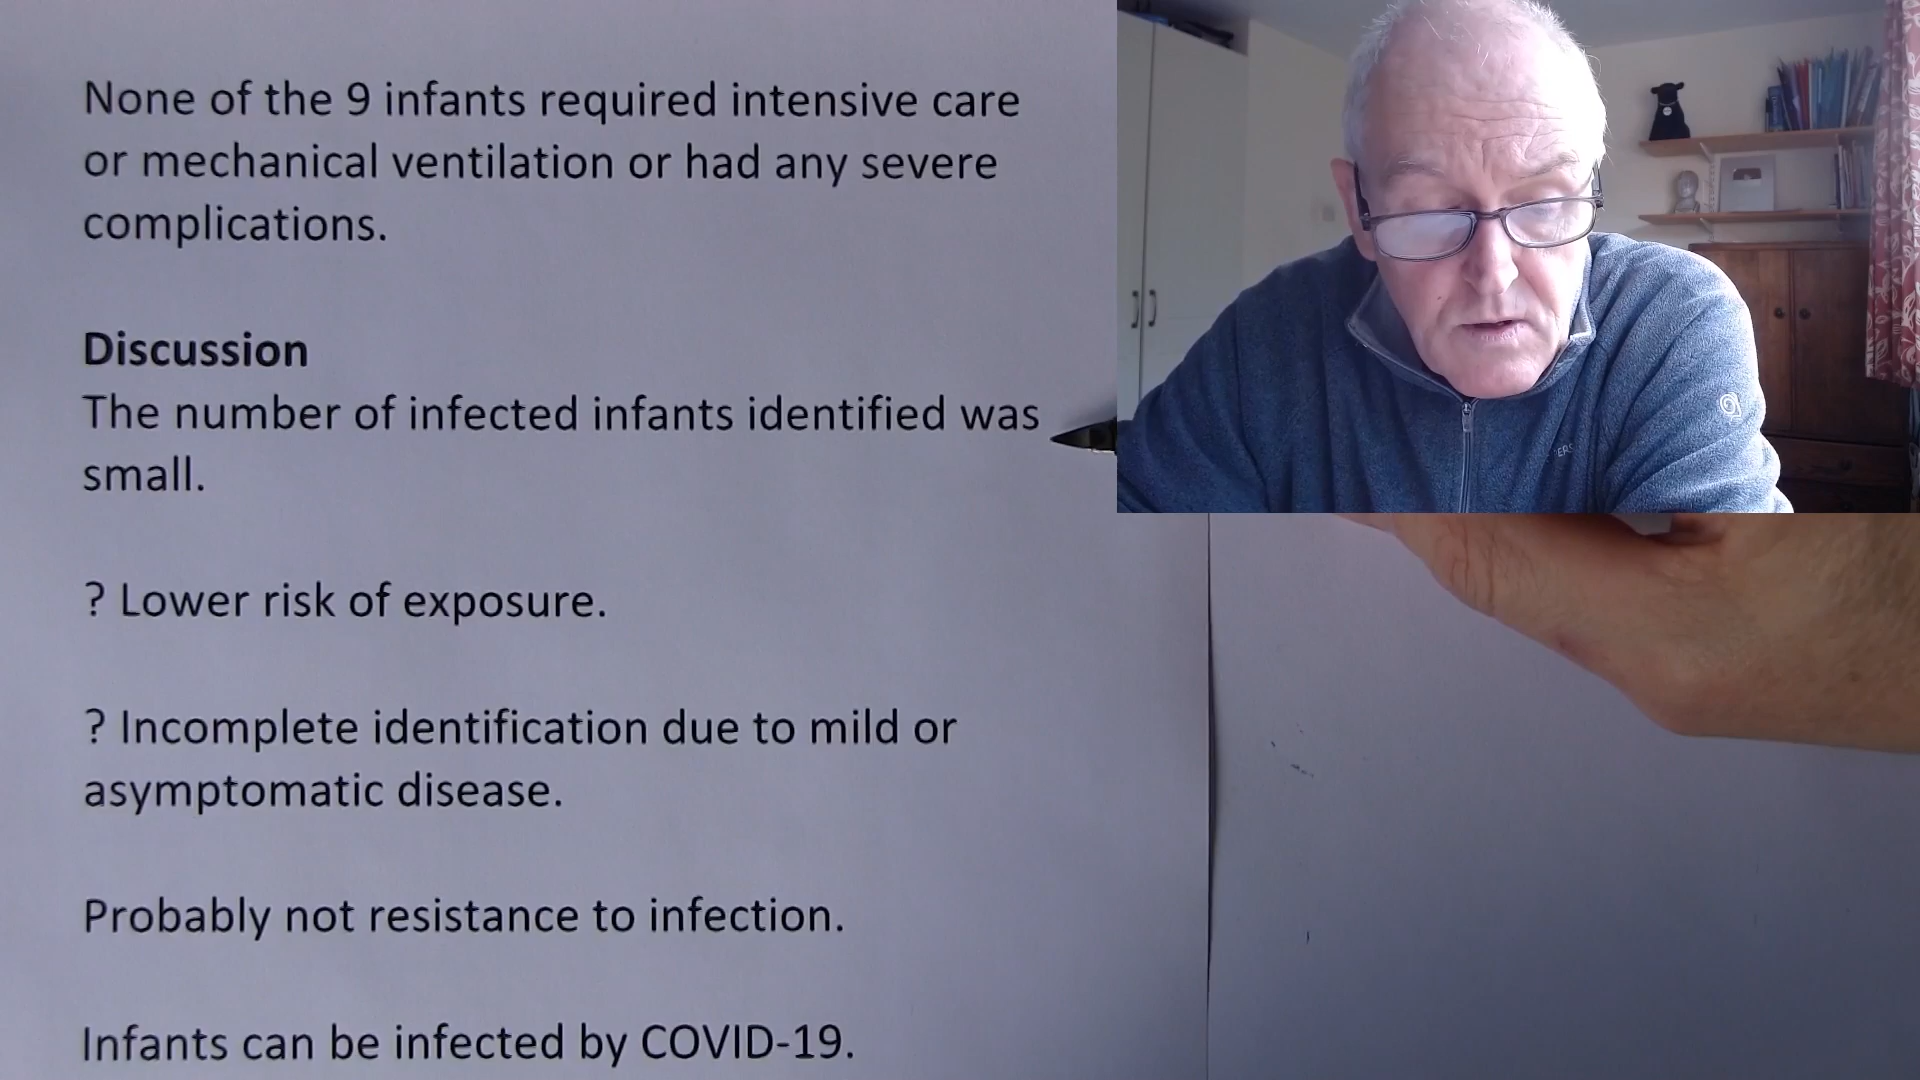 None of the 9 infants required intensive care
or mechanical ventilation or had any severe
complications.
Discussion
The number of infected infants identified was
small.
? Lower risk of exposure.
? Incomplete identification due to mild or
asymptomatic disease.
Probably not resistance to infection.
Infants can be infected by COVID-19.